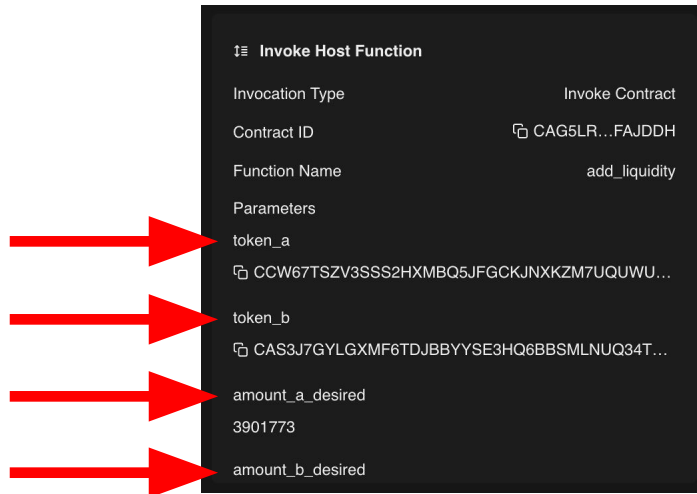 Invoke Host Function
Invocation Type Invoke Contract
Contract ID CAG5LR...FAJDDH
Function Name add_liquidity
Parameters
token_a
CCW67TSZV3SSS2HXMBQ5JFGCKJNXKZM7UQUWU...
token_b
CAS3J7GYLGXMF6TDJBBYYSE3HQ6BBSMLNUQ34T...
amount_a_desired
3901773
amount_b_desired